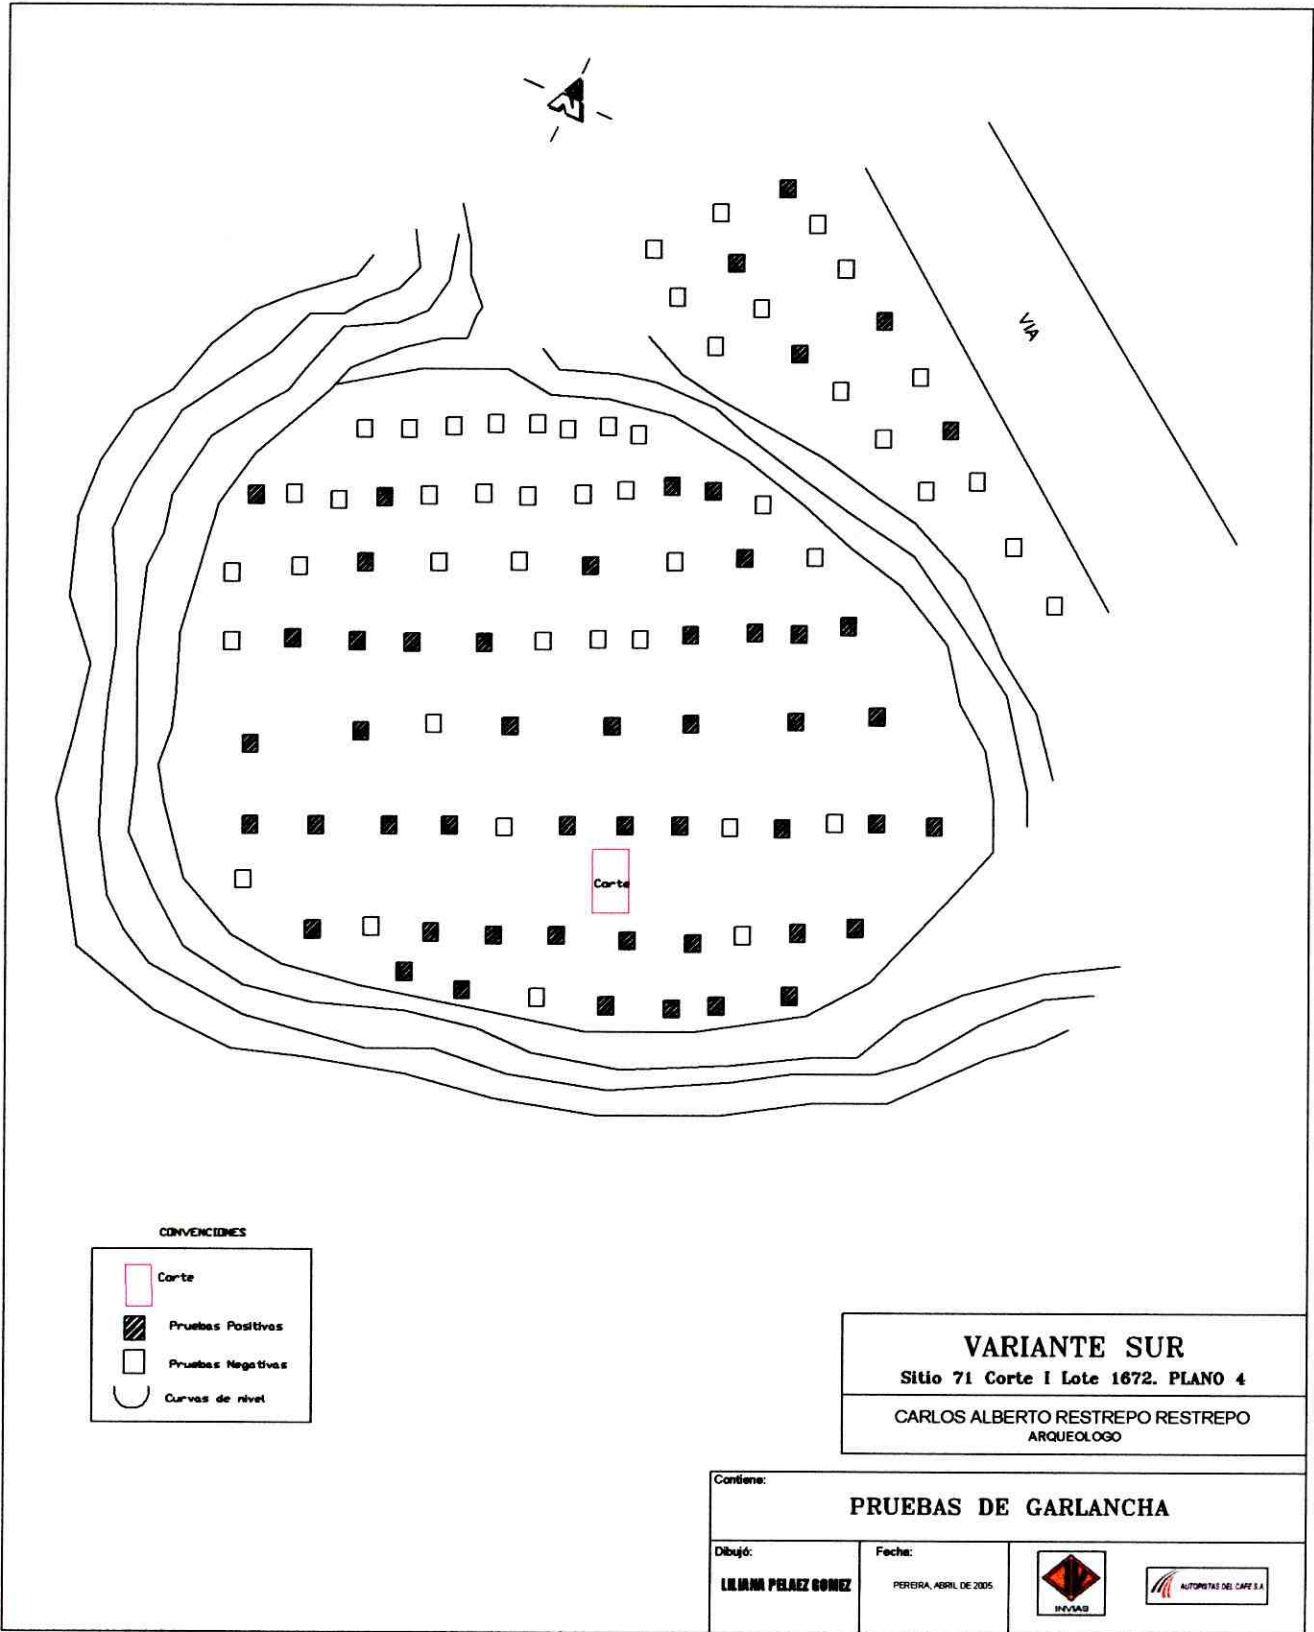 N
VIA
Corte
CONVENCIONES
Corte
Pruebas Positivas
Pruebas Negativas
Curvas de nivel
VARIANTE SUR
Sitio 71 Corte I Lote 1672. PLANO 4
CARLOS ALBERTO RESTREPO RESTREPO
ARQUEOLOGO
Contiene:
PRUEBAS DE GARLANCHA
Dibujó:
LILIANA PELAEZ GOMEZ
Fecha:
PEREIRA, ABRIL DE 2005
INVIAS
AUTOPISTAS DEL CAFE S.A